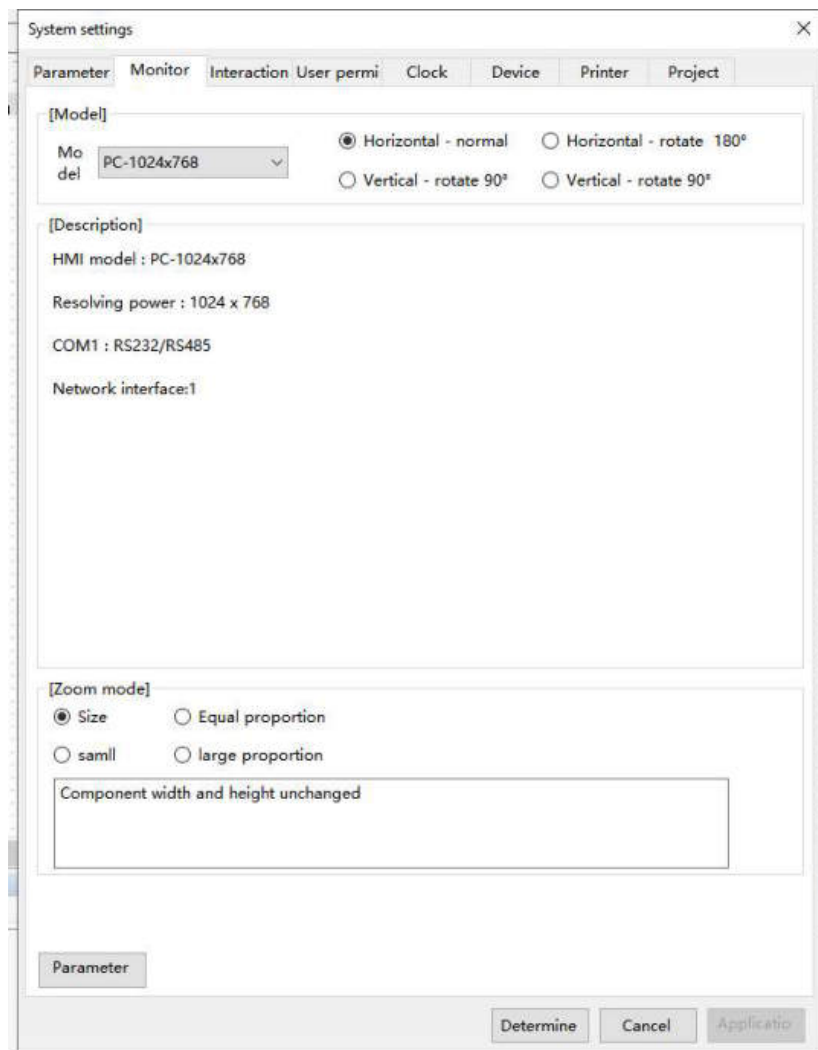 System settings
Parameter Monitor Interaction User permi Clock Device Printer Project
[Model]
Mo
del
PC-1024x768
Horizontal - normal Horizontal - rotate 180°
Vertical - rotate 90° Vertical - rotate 90°
[Description]
HMI model : PC-1024x768
Resolving power : 1024 x 768
COM1 : RS232/RS485
Network interface:1
[Zoom mode]
Size Equal proportion
samll large proportion
Component width and height unchanged
Parameter
Determine Cancel Applicatio